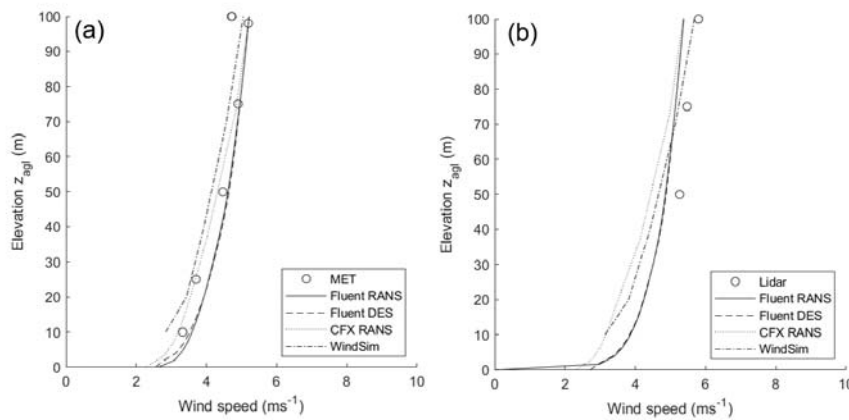 (a)
100
90
80
70
60
50
40
30
20
10
0
Elevation z_agl (m)
0 2 4 6 8 10
Wind speed (ms⁻¹)
MET
Fluent RANS
Fluent DES
CFX RANS
WindSim
(b)
100
90
80
70
60
50
40
30
20
10
0
Elevation z_agl (m)
0 2 4 6 8 10
Wind speed (ms⁻¹)
Lidar
Fluent RANS
Fluent DES
CFX RANS
WindSim